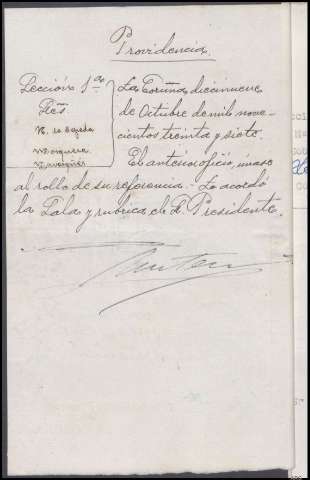 Providencia
Sección 1ª
Sres
La Coruña diecinueve
de Octubre de mil nove-
cientos treinta y siete.
El anterior oficio, únase
al rollo de su referencia.- Lo acordó
la Sala y rubrica el Sr. Presidente.